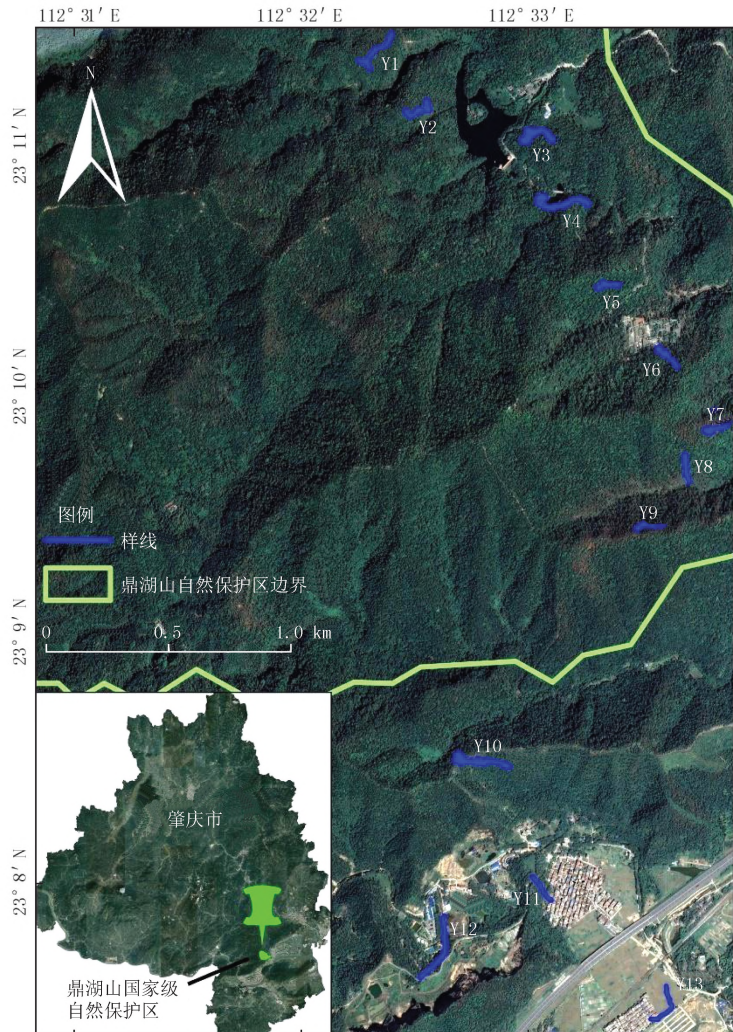 112° 31′ E
112° 32′ E
112° 33′ E
23° 11′ N
23° 10′ N
23° 9′ N
23° 8′ N
N
Y1
Y2
Y3
Y4
Y5
Y6
Y7
Y8
Y9
图例
样线
鼎湖山自然保护区边界
0 0.5 1.0 km
Y10
Y11
Y12
Y13
肇庆市
鼎湖山国家级
自然保护区